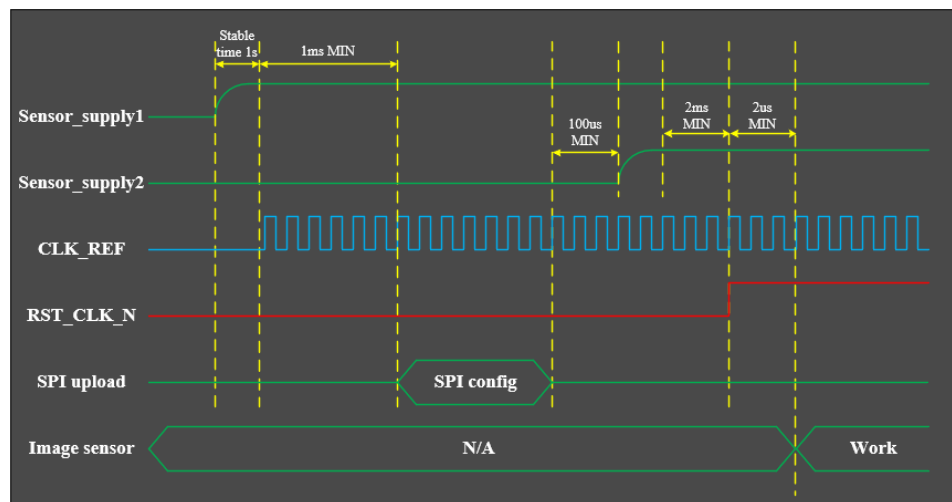 Stable
time 1s
1ms MIN
Sensor_supply1
100us
MIN
2ms
MIN
2us
MIN
Sensor_supply2
CLK_REF
RST_CLK_N
SPI upload
SPI config
Image sensor
N/A
Work